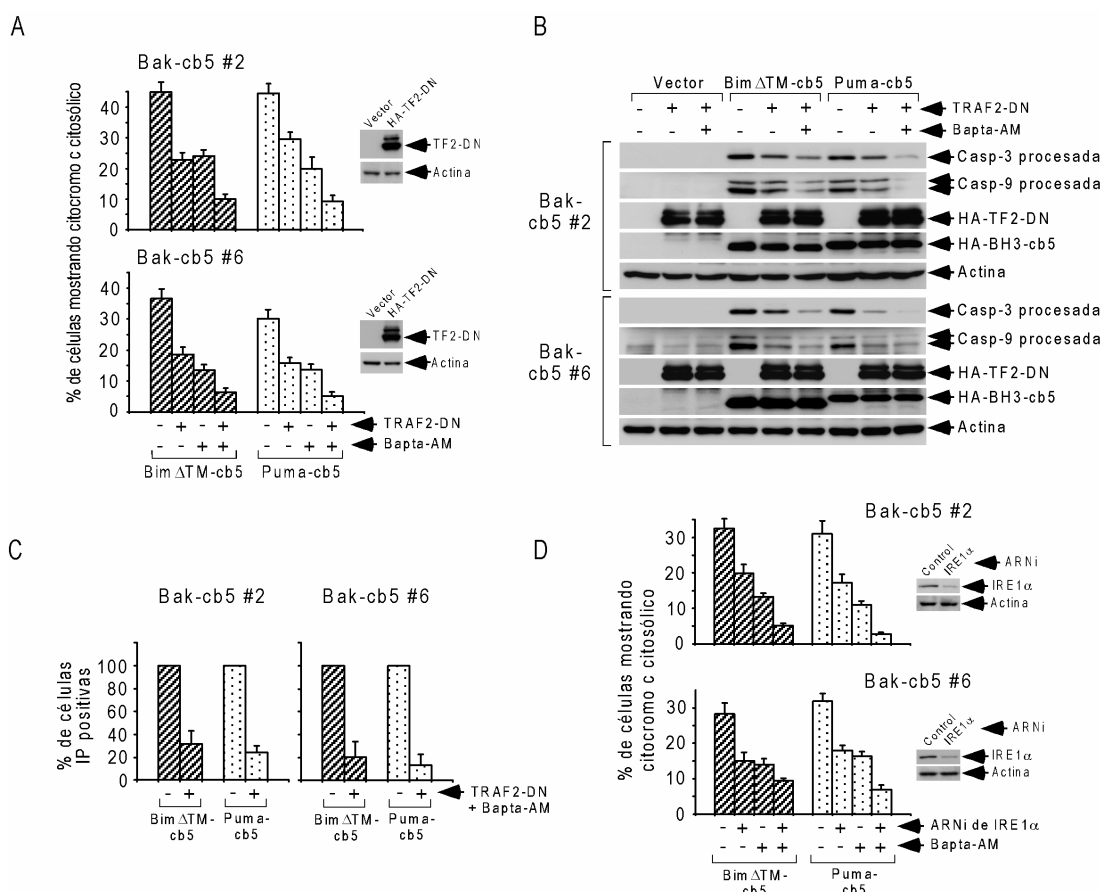 A
Bak-cb5 #2
% de células mostrando citocromo c citosólico
40
30
20
10
0
Vector
HA-TF2-DN
TF2-DN
Actina
Bak-cb5 #6
40
30
20
10
0
Vector
HA-TF2-DN
TF2-DN
Actina
- + - + - + - + TRAF2-DN
- - + + - - + + Bapta-AM
Bim ΔTM-cb5 Puma-cb5
B
Vector Bim ΔTM-cb5 Puma-cb5
- + + - + + - + + TRAF2-DN
+ + + Bapta-AM
Bak-cb5 #2
Casp-3 procesada
Casp-9 procesada
HA-TF2-DN
HA-BH3-cb5
Actina
Bak-cb5 #6
Casp-3 procesada
Casp-9 procesada
HA-TF2-DN
HA-BH3-cb5
Actina
C
Bak-cb5 #2 Bak-cb5 #6
% de células IP positivas
100
80
60
40
20
0
- + - + - + - + TRAF2-DN + Bapta-AM
Bim ΔTM-cb5 Puma-cb5 Bim ΔTM-cb5 Puma-cb5
D
Bak-cb5 #2
% de células mostrando citocromo c citosólico
30
20
10
0
Control
IRE1α
ARNi
IRE1α
Actina
Bak-cb5 #6
30
20
10
0
Control
IRE1α
ARNi
IRE1α
Actina
- + - + - + - + ARNi de IRE1α
- - + + - - + + Bapta-AM
Bim ΔTM-cb5 Puma-cb5